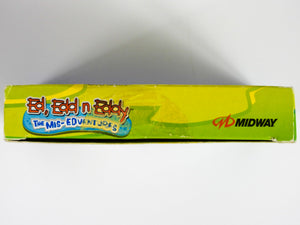 Ed, Edd n Eddy
THE MIS-EDVENTURES
MIDWAY